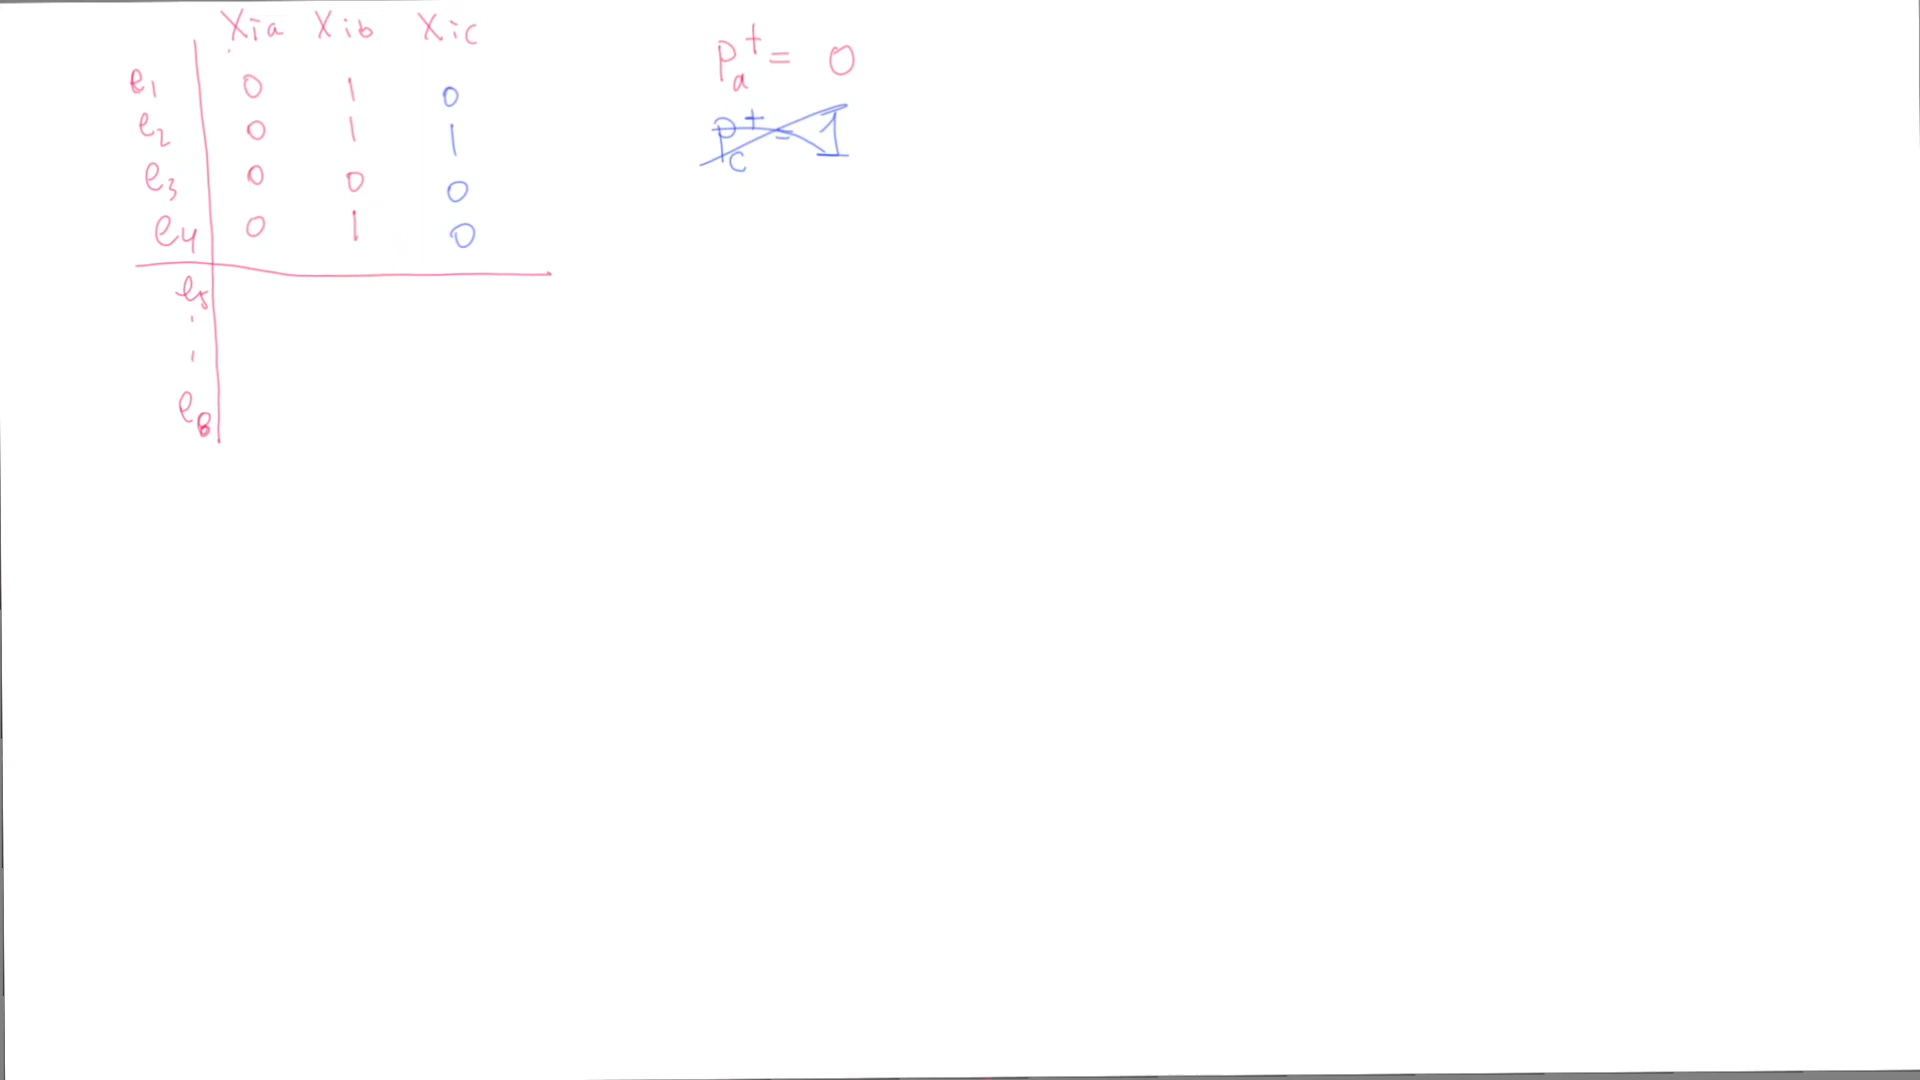 Xia Xib Xic
e1 0 1 0
e2 0 1 1
e3 0 0 0
e4 0 1 0
e5
.
.
e8
Pa+ = 0
Pc+ = 1